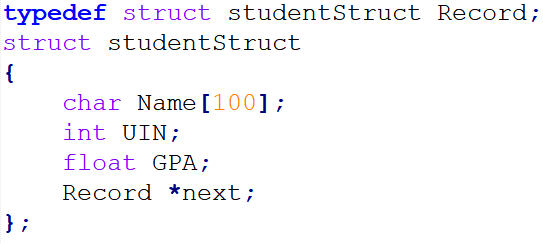 typedef struct studentStruct Record;
struct studentStruct
{
    char Name[100];
    int UIN;
    float GPA;
    Record *next;
};